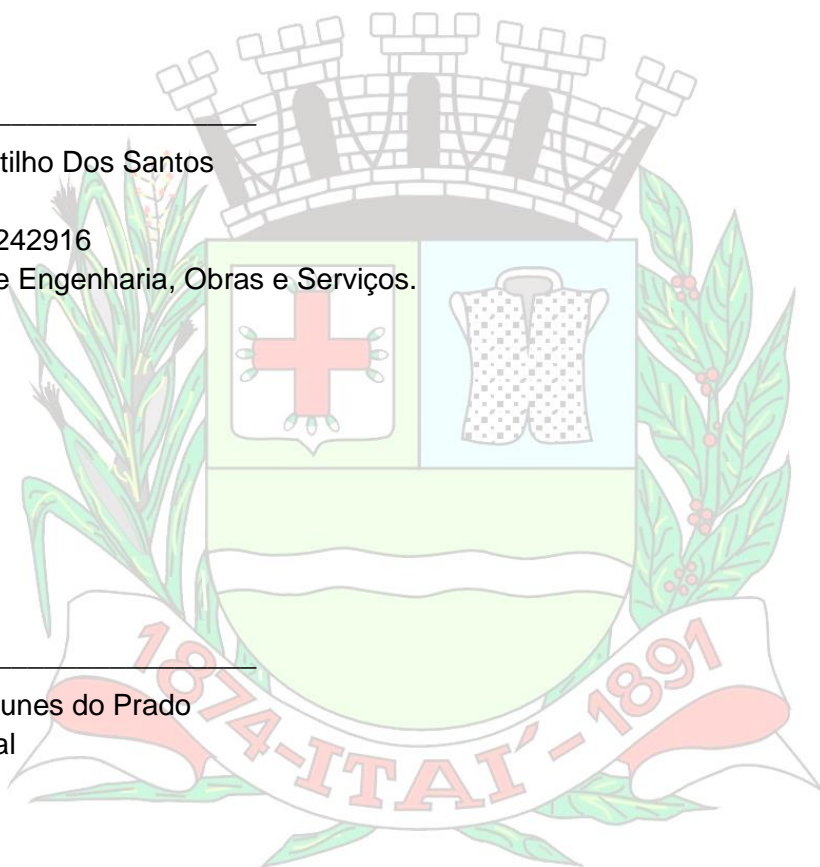 tilho Dos Santos
242916
e Engenharia, Obras e Serviços.
unes do Prado
al
1874-ITAÍ-1891